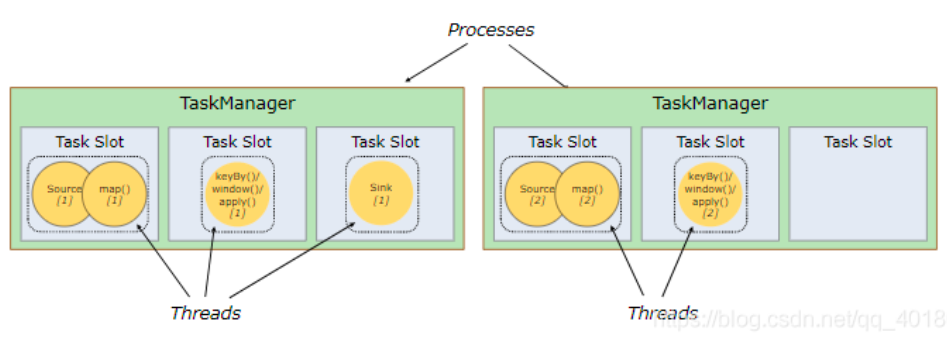 Processes
TaskManager
TaskManager
Task Slot
Task Slot
Task Slot
Task Slot
Task Slot
Task Slot
Source
[1]
map()
[1]
keyBy()/
window()/
apply()
[1]
Sink
[1]
Source
[2]
map()
[2]
keyBy()/
window()/
apply()
[2]
Threads
Threads
https://blog.csdn.net/qq_4018